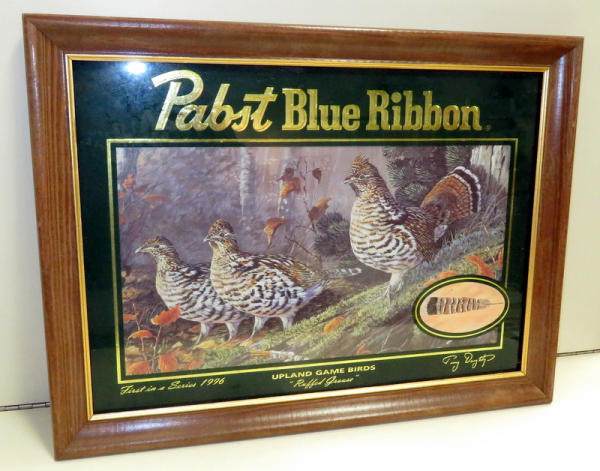 Pabst Blue Ribbon®
First in a Series 1996
UPLAND GAME BIRDS
"Ruffed Grouse"